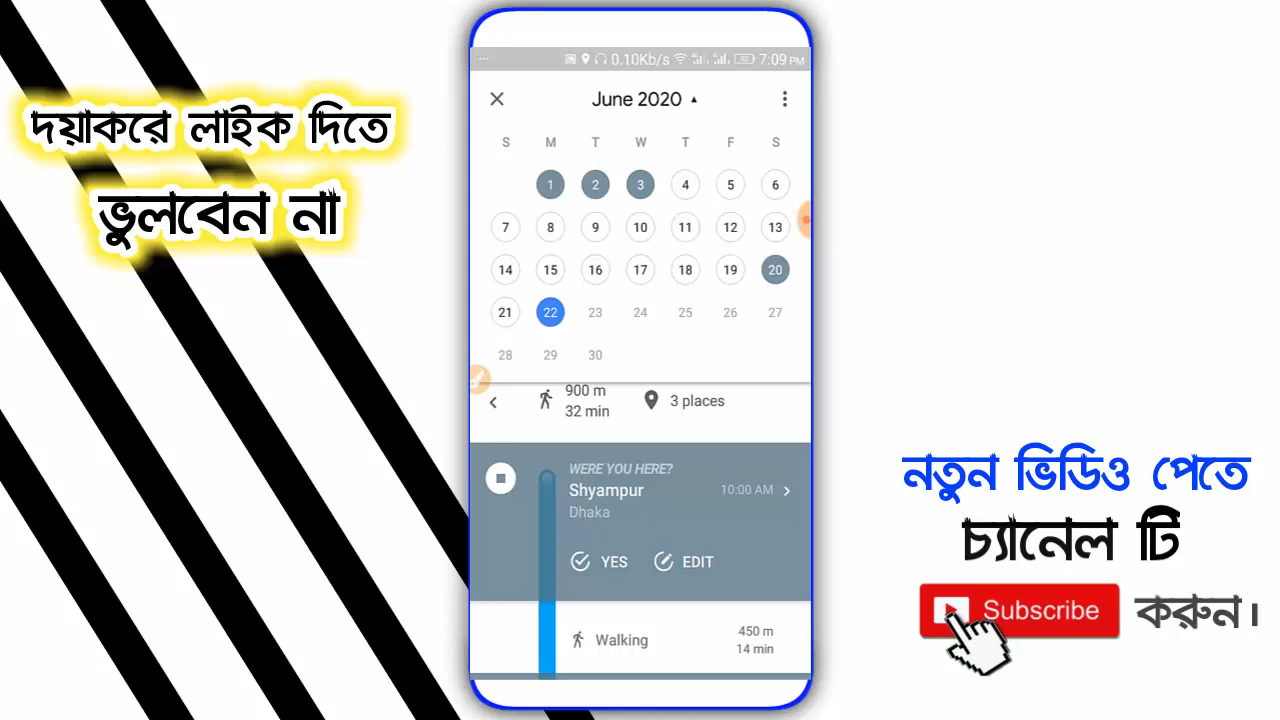 দয়াকরে লাইক দিতে
ভুলবেন না
0.10Kb/s 7:09 PM
June 2020
S M T W T F S
1 2 3 4 5 6
7 8 9 10 11 12 13
14 15 16 17 18 19 20
21 22 23 24 25 26 27
28 29 30
900 m
32 min
3 places
WERE YOU HERE?
Shyampur 10:00 AM
Dhaka
YES EDIT
Walking
450 m
14 min
নতুন ভিডিও পেতে
চ্যানেল টি
Subscribe করুন।